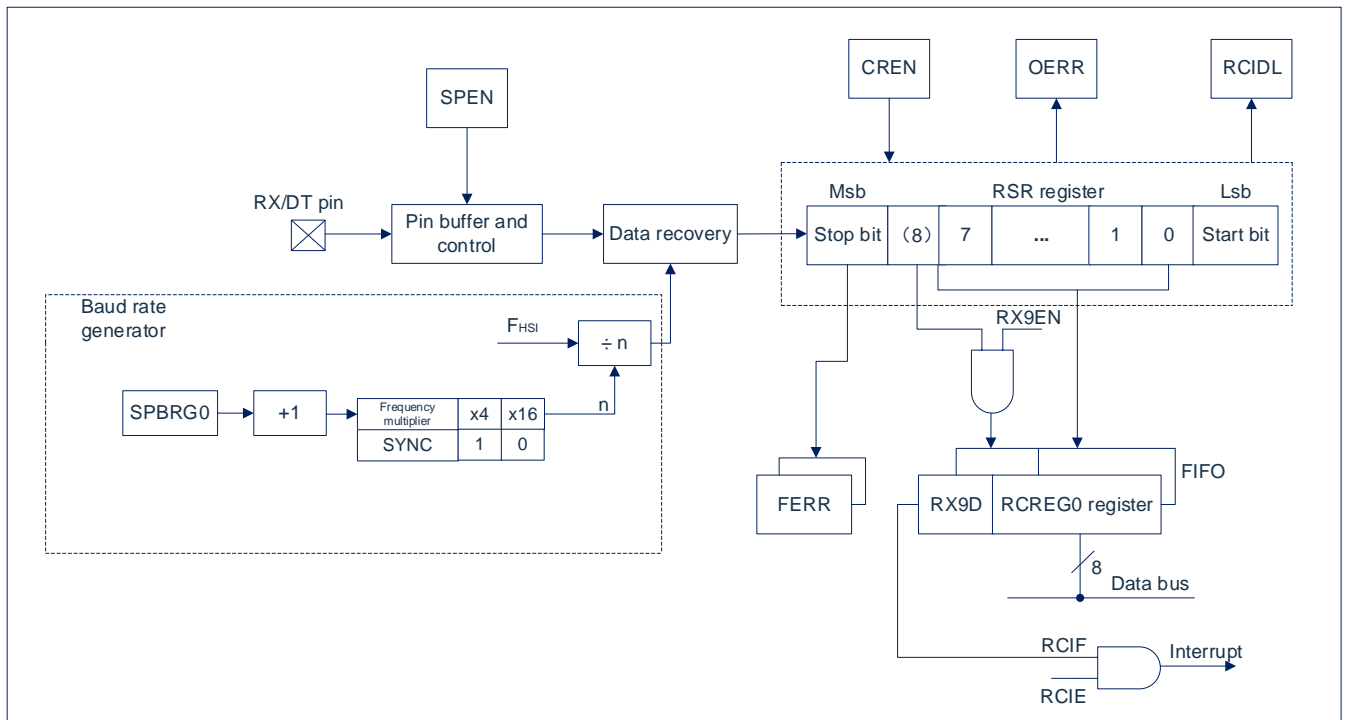 CREN
OERR
RCIDL
SPEN
Msb
RSR register
Lsb
RX/DT pin
Pin buffer and
control
Data recovery
Stop bit
（8）
7
...
1
0
Start bit
Baud rate
generator
FHSI
÷ n
RX9EN
SPBRG0
+1
Frequency
multiplier
x4
x16
n
SYNC
1
0
FIFO
FERR
RX9D
RCREG0 register
8
Data bus
RCIF
Interrupt
RCIE